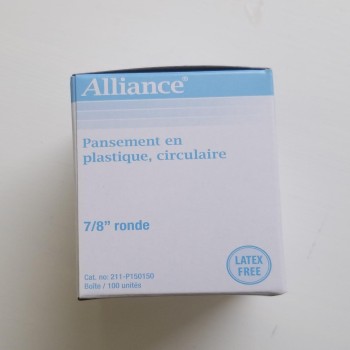 Alliance®
Pansement en
plastique, circulaire
7/8" ronde
LATEX
FREE
Cat. no: 211-P150150
Boîte / 100 unités